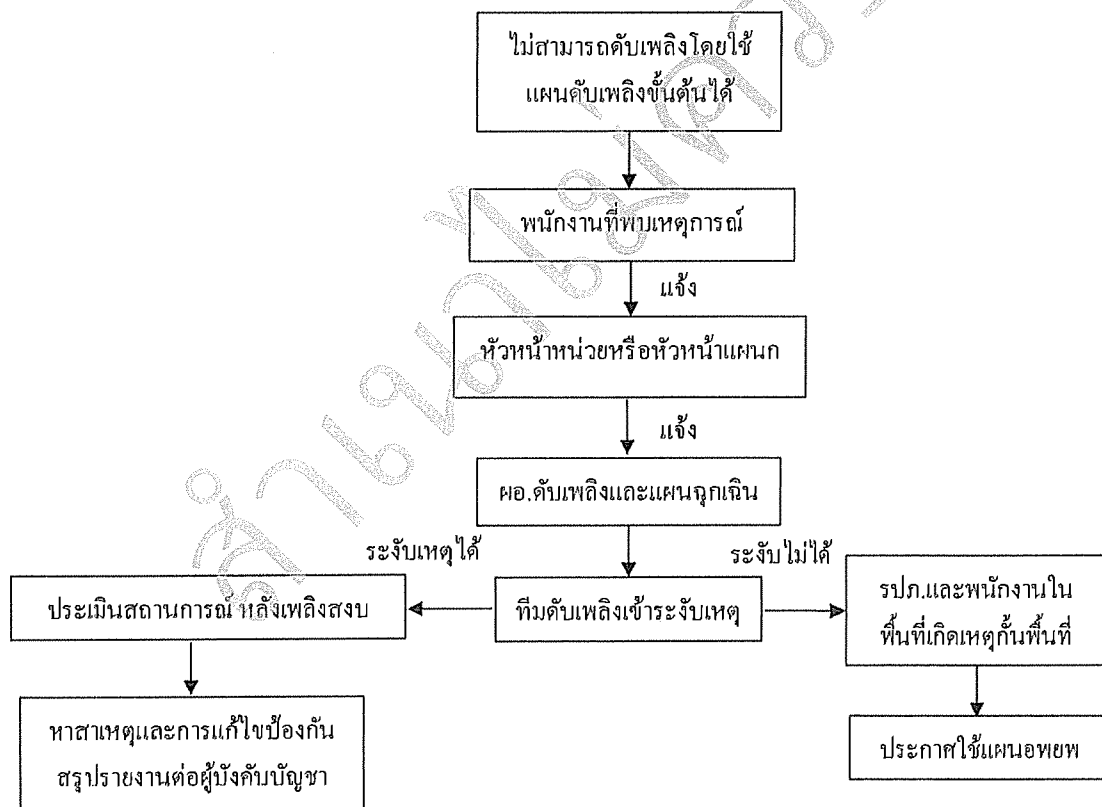 ไม่สามารถดับเพลิงโดยใช้
แผนดับเพลิงขั้นต้นได้
พนักงานที่พบเหตุการณ์
แจ้ง
หัวหน้าหน่วยหรือหัวหน้าแผนก
แจ้ง
ผอ.ดับเพลิงและแผนฉุกเฉิน
ระงับเหตุได้
ระงับไม่ได้
ประเมินสถานการณ์ หลังเพลิงสงบ
ทีมดับเพลิงเข้าระงับเหตุ
รปภ.และพนักงานใน
พื้นที่เกิดเหตุกั้นพื้นที่
หาสาเหตุและการแก้ไขป้องกัน
สรุปรายงานต่อผู้บังคับบัญชา
ประกาศใช้แผนอพยพ